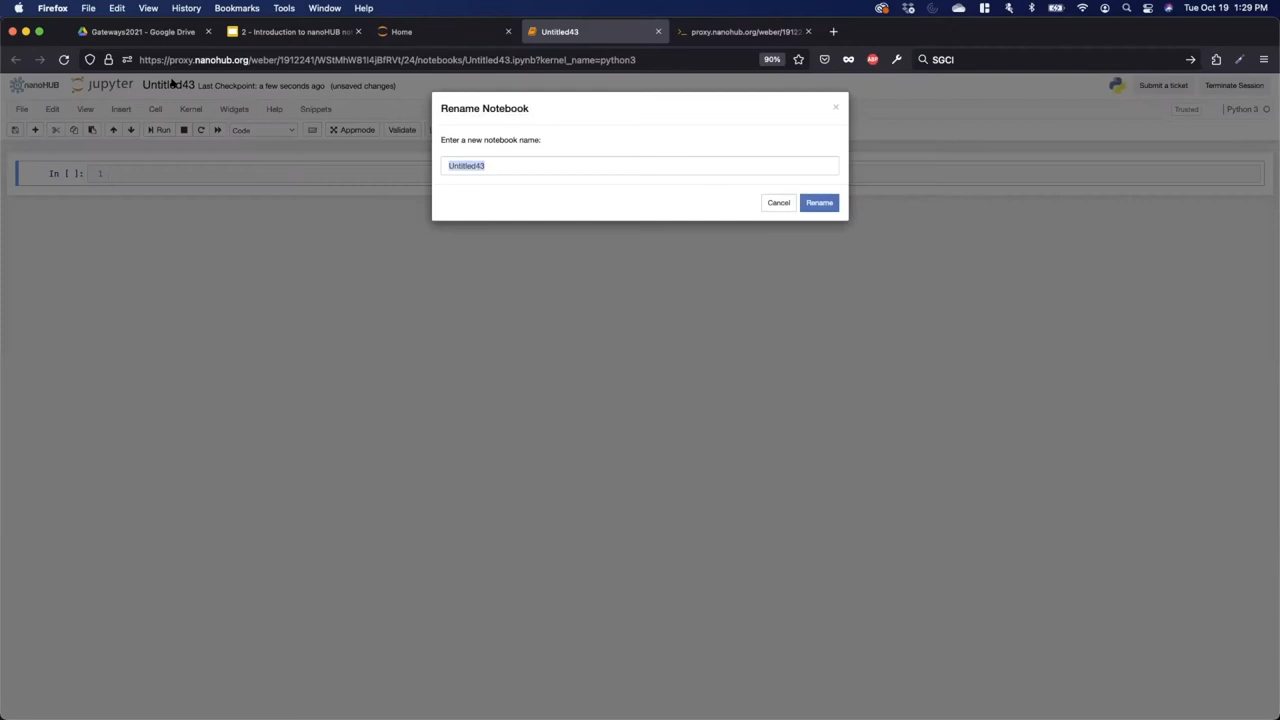 Firefox File Edit View History Bookmarks Tools Window Help Tue Oct 19 1:29 PM
Gateways2021 - Google Drive 2 - Introduction to nanoHUB not Home Untitled43 proxy.nanohub.org/weber/19122
https://proxy.nanohub.org/weber/1912241/WStMhW8I4jBfRVt/24/notebooks/Untitled43.ipynb?kernel_name=python3 90% ABP SGCI
nanoHUB jupyter Untitled43 Last Checkpoint: a few seconds ago (unsaved changes) Submit a ticket Terminate Session
File Edit View Insert Cell Kernel Widgets Help Snippets Trusted Python 3
Run Code Appmode Validate
In [ ]: 1
Rename Notebook
Enter a new notebook name:
Untitled43
Cancel Rename